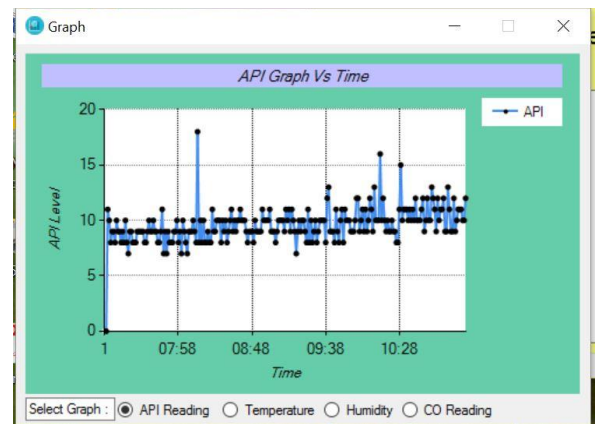 Graph
API Graph Vs Time
API
20
15
10
5
0
API Level
1 07:58 08:48 09:38 10:28
Time
Select Graph : API Reading Temperature Humidity CO Reading